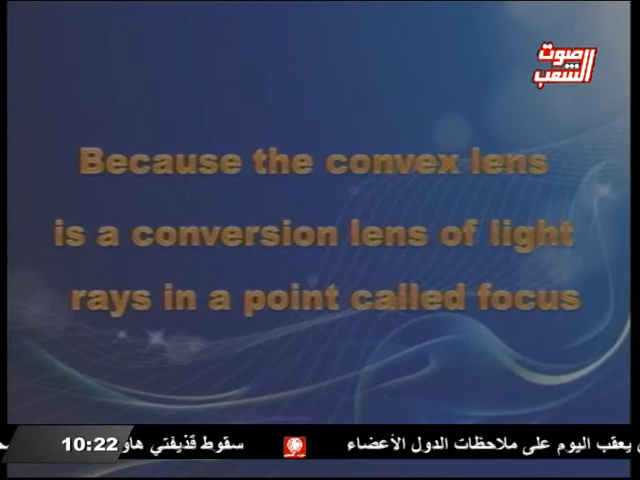 صوت
الشعب
Because the convex lens
is a conversion lens of light
rays in a point called focus
يعقب اليوم على ملاحظات الدول الأعضاء
سقوط قذيفتي هاو
10:22